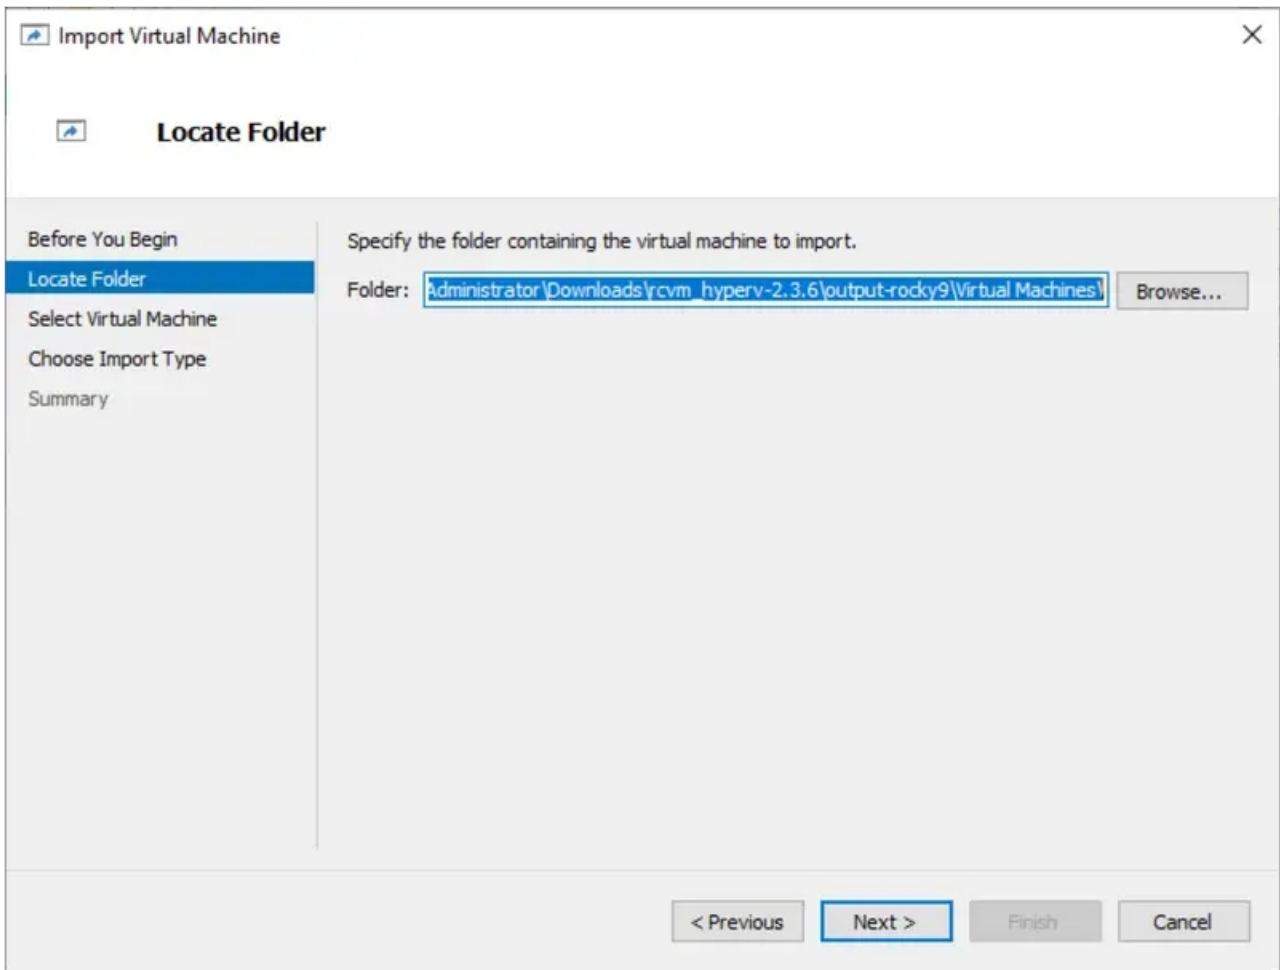 Import Virtual Machine
Locate Folder
Before You Begin
Locate Folder
Select Virtual Machine
Choose Import Type
Summary
Specify the folder containing the virtual machine to import.
Folder: Administrator\Downloads\rcvm_hyperv-2.3.6\output-rocky9\Virtual Machines\ Browse...
< Previous Next > Finish Cancel